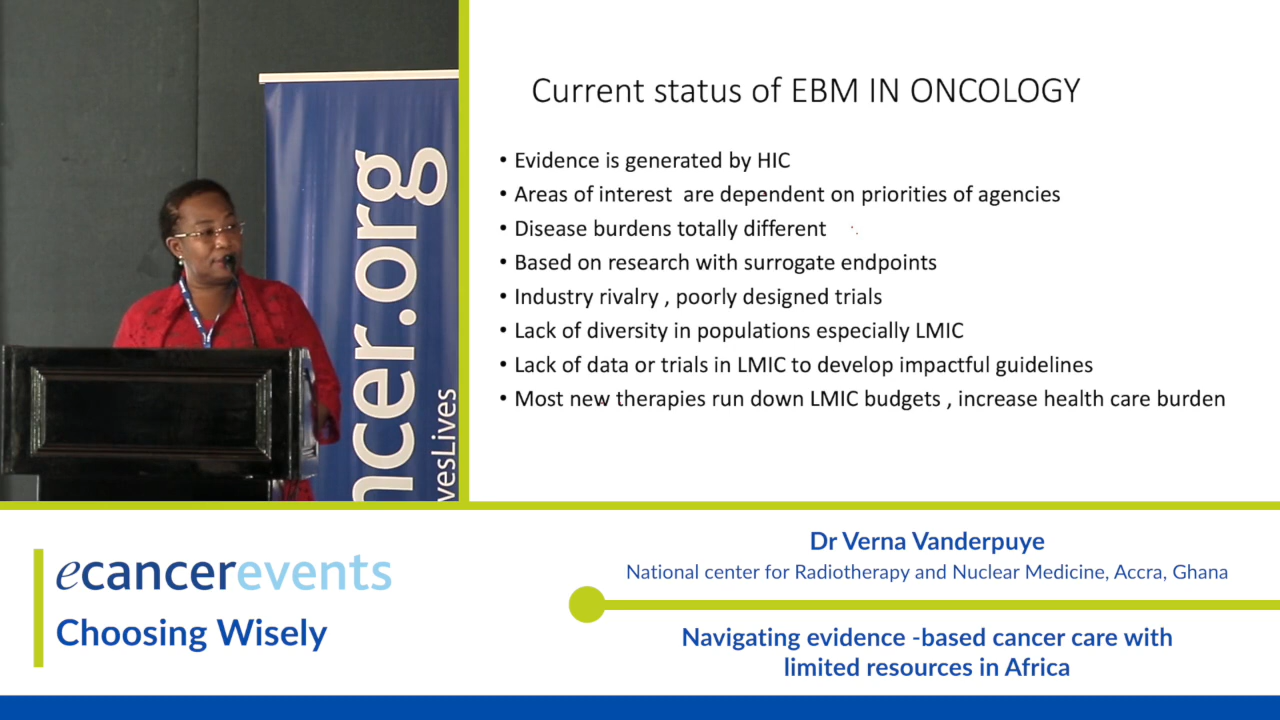 Current status of EBM IN ONCOLOGY
• Evidence is generated by HIC
• Areas of interest are dependent on priorities of agencies
• Disease burdens totally different
• Based on research with surrogate endpoints
• Industry rivalry , poorly designed trials
• Lack of diversity in populations especially LMIC
• Lack of data or trials in LMIC to develop impactful guidelines
• Most new therapies run down LMIC budgets , increase health care burden
ncer.org
vesLives
ecancerevents
Choosing Wisely
Dr Verna Vanderpuye
National center for Radiotherapy and Nuclear Medicine, Accra, Ghana
Navigating evidence -based cancer care with
limited resources in Africa